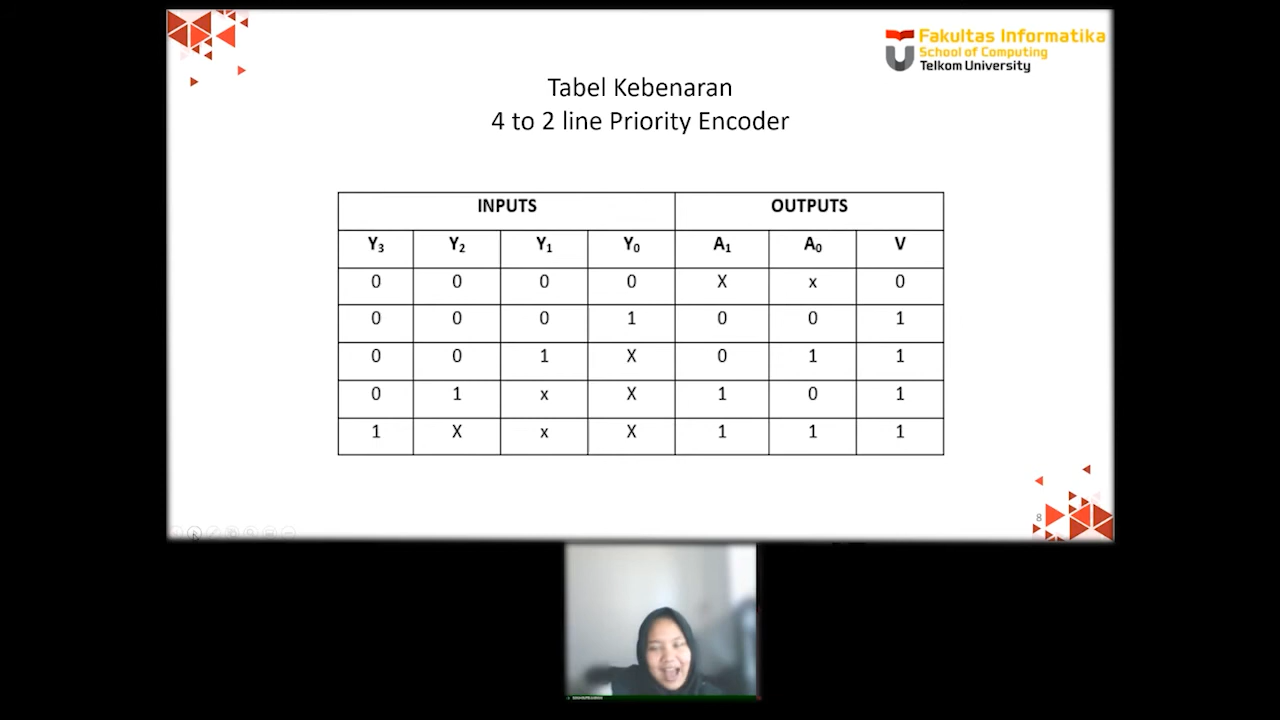 Fakultas Informatika
School of Computing
Telkom University
Tabel Kebenaran
4 to 2 line Priority Encoder
INPUTS OUTPUTS
Y₃ Y₂ Y₁ Y₀ A₁ A₀ V
0 0 0 0 X x 0
0 0 0 1 0 0 1
0 0 1 X 0 1 1
0 1 x X 1 0 1
1 X x X 1 1 1
8